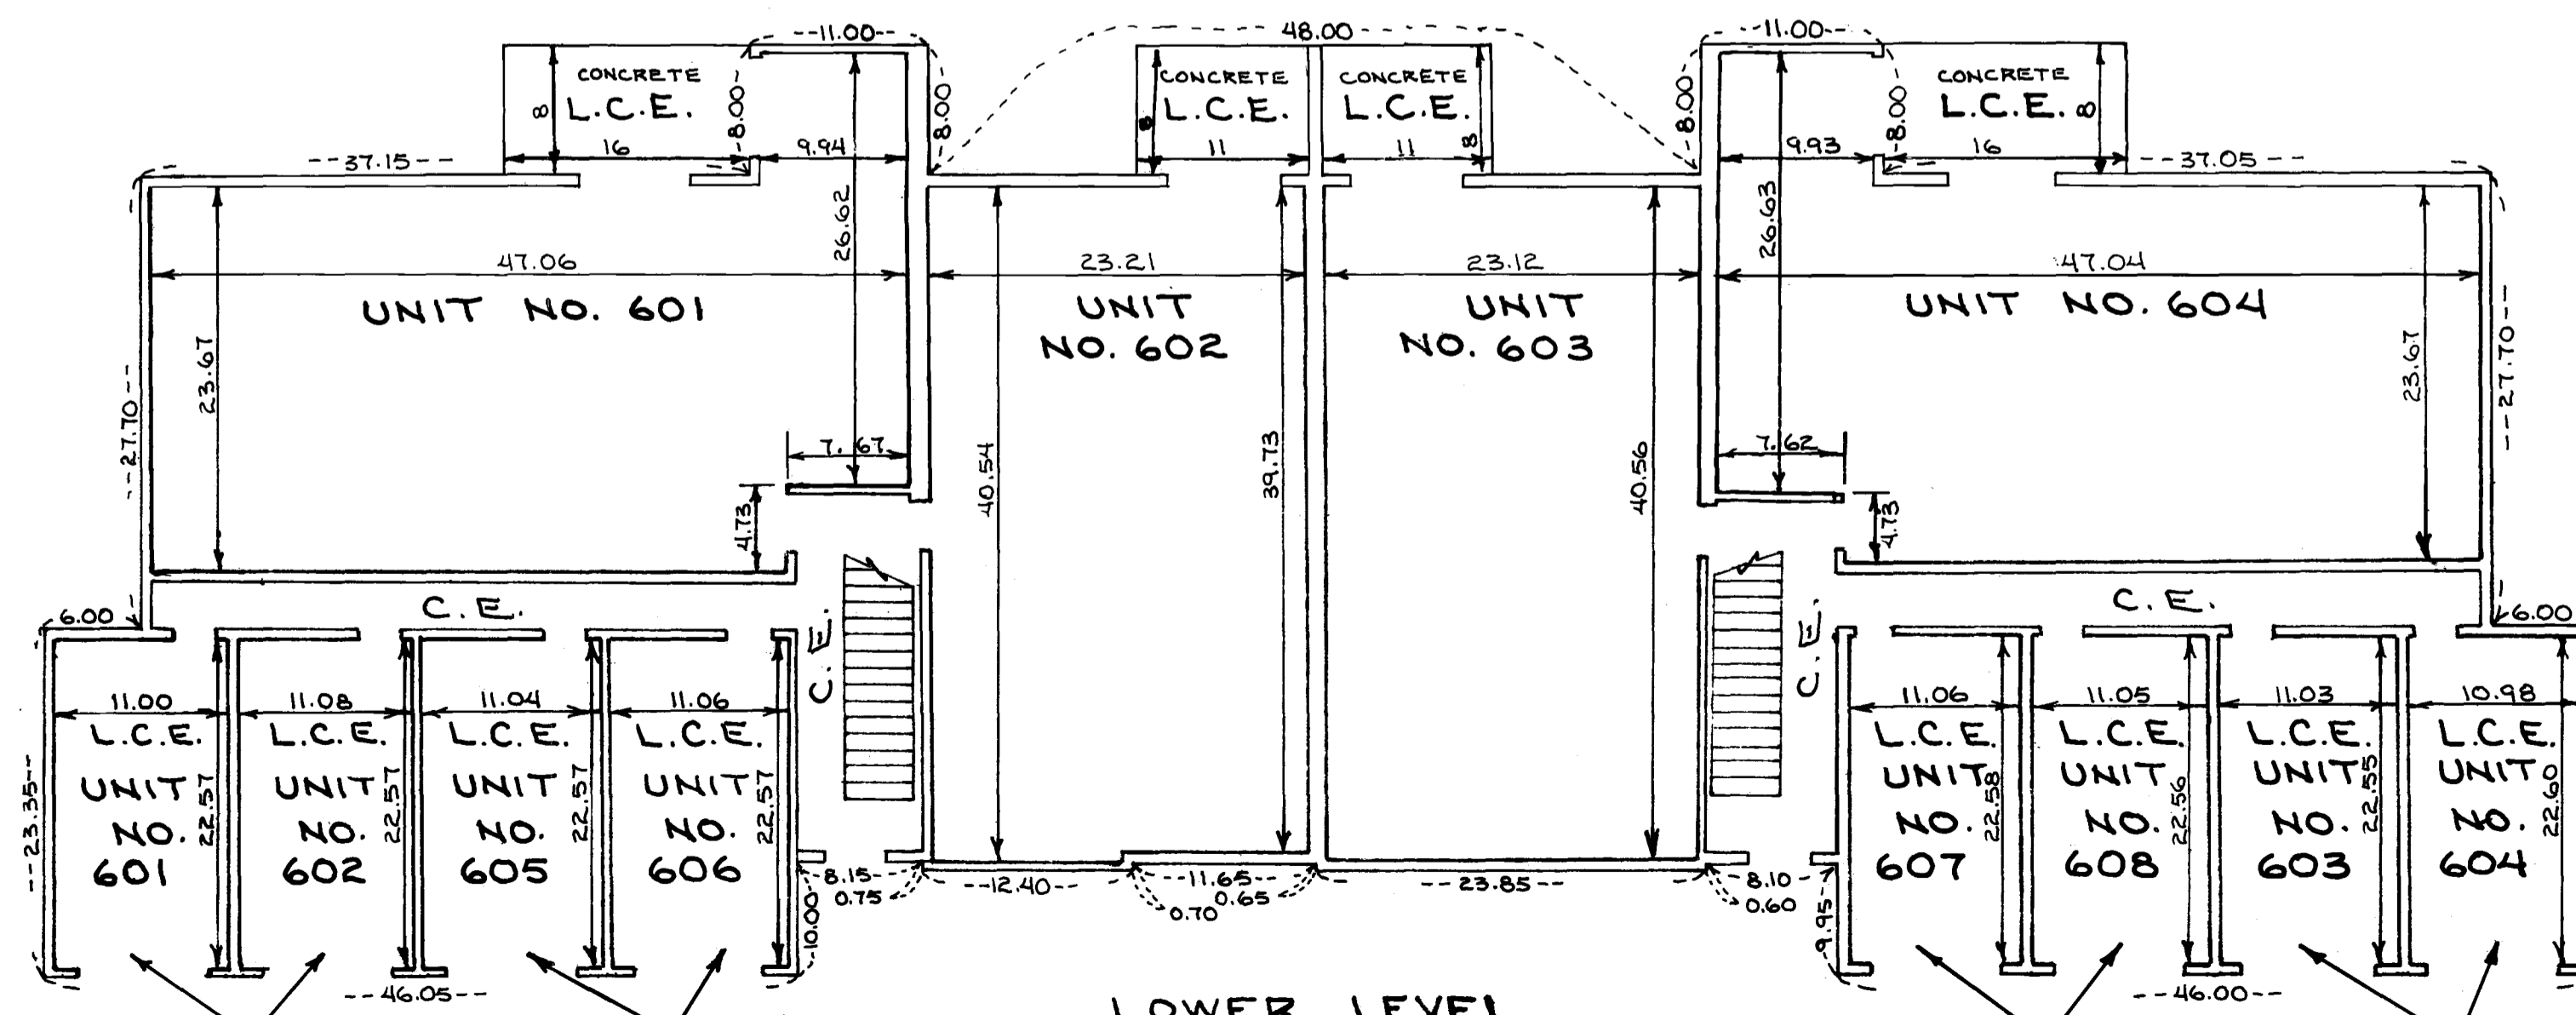 --11.00--
--- 48.00 ---
--11.00--
CONCRETE
L.C.E.
8
16
--8.00
--8.00
CONCRETE
L.C.E.
8
11
CONCRETE
L.C.E.
8
11
--8.00
--8.00
CONCRETE
L.C.E.
8
16
--37.15--
9.94
9.93
--37.05--
26.62
26.63
47.06
23.21
23.12
47.04
UNIT NO. 601
UNIT
NO. 602
UNIT
NO. 603
UNIT NO. 604
--27.70--
23.67
23.67
--27.70--
7.67
4.73
40.54
39.73
40.56
7.62
4.73
6.00
C.E.
C.E.
C.E.
C.E.
6.00
11.00
L.C.E.
UNIT
NO.
601
22.57
11.08
L.C.E.
UNIT
NO.
602
22.57
11.04
L.C.E.
UNIT
NO.
605
22.57
11.06
L.C.E.
UNIT
NO.
606
22.57
11.06
L.C.E.
UNIT
NO.
607
22.58
11.05
L.C.E.
UNIT
NO.
608
22.56
11.03
L.C.E.
UNIT
NO.
603
22.55
10.98
L.C.E.
UNIT
NO.
604
22.60
--23.35--
10.00
8.15
0.75
--12.40--
11.65
0.70
0.65
--23.85--
8.10
0.60
9.95
--46.05--
--46.00--
LOWER LEVEL